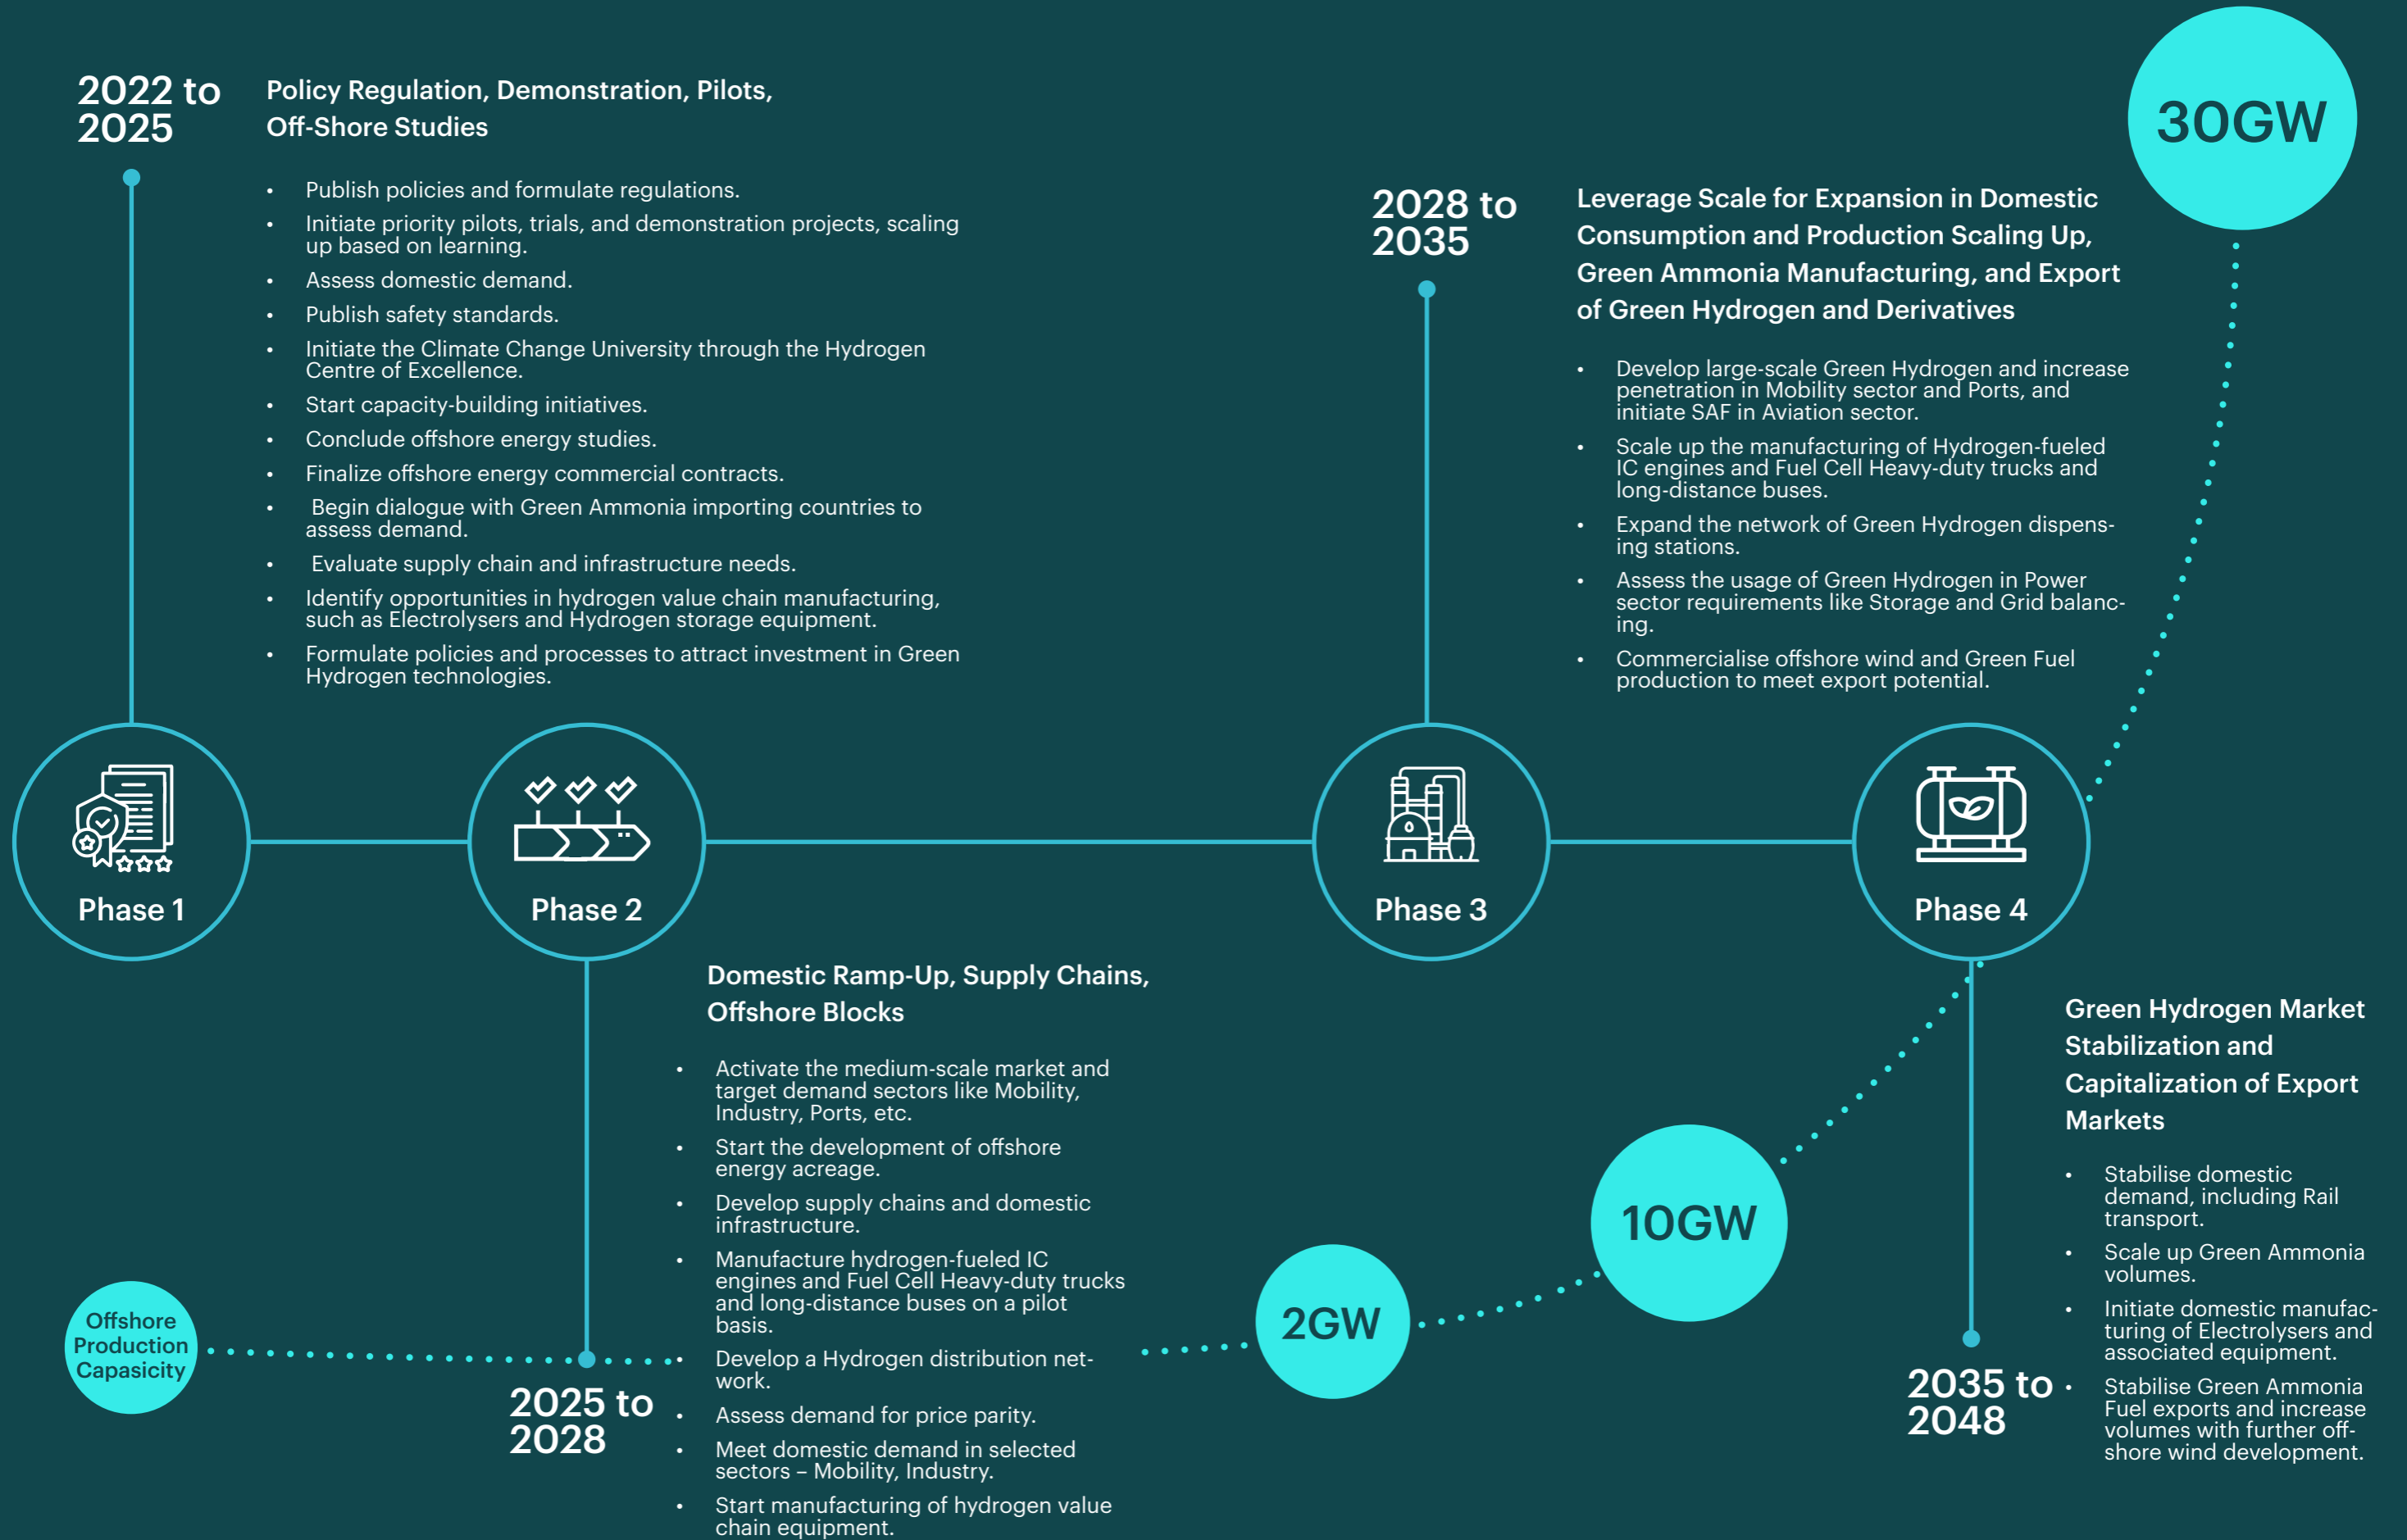 2022 to
2025
Policy Regulation, Demonstration, Pilots,
Off-Shore Studies
• Publish policies and formulate regulations.
• Initiate priority pilots, trials, and demonstration projects, scaling
up based on learning.
• Assess domestic demand.
• Publish safety standards.
• Initiate the Climate Change University through the Hydrogen
Centre of Excellence.
• Start capacity-building initiatives.
• Conclude offshore energy studies.
• Finalize offshore energy commercial contracts.
• Begin dialogue with Green Ammonia importing countries to
assess demand.
• Evaluate supply chain and infrastructure needs.
• Identify opportunities in hydrogen value chain manufacturing,
such as Electrolysers and Hydrogen storage equipment.
• Formulate policies and processes to attract investment in Green
Hydrogen technologies.
2028 to
2035
Leverage Scale for Expansion in Domestic
Consumption and Production Scaling Up,
Green Ammonia Manufacturing, and Export
of Green Hydrogen and Derivatives
• Develop large-scale Green Hydrogen and increase
penetration in Mobility sector and Ports, and
initiate SAF in Aviation sector.
• Scale up the manufacturing of Hydrogen-fueled
IC engines and Fuel Cell Heavy-duty trucks and
long-distance buses.
• Expand the network of Green Hydrogen dispens-
ing stations.
• Assess the usage of Green Hydrogen in Power
sector requirements like Storage and Grid balanc-
ing.
• Commercialise offshore wind and Green Fuel
production to meet export potential.
30GW
Phase 1
Phase 2
Phase 3
Phase 4
Domestic Ramp-Up, Supply Chains,
Offshore Blocks
• Activate the medium-scale market and
target demand sectors like Mobility,
Industry, Ports, etc.
• Start the development of offshore
energy acreage.
• Develop supply chains and domestic
infrastructure.
• Manufacture hydrogen-fueled IC
engines and Fuel Cell Heavy-duty trucks
and long-distance buses on a pilot
basis.
• Develop a Hydrogen distribution net-
work.
• Assess demand for price parity.
• Meet domestic demand in selected
sectors – Mobility, Industry.
• Start manufacturing of hydrogen value
chain equipment.
2025 to
2028
Offshore
Production
Capasicity
2GW
10GW
Green Hydrogen Market
Stabilization and
Capitalization of Export
Markets
• Stabilise domestic
demand, including Rail
transport.
• Scale up Green Ammonia
volumes.
• Initiate domestic manufac-
turing of Electrolysers and
associated equipment.
• Stabilise Green Ammonia
Fuel exports and increase
volumes with further off-
shore wind development.
2035 to
2048